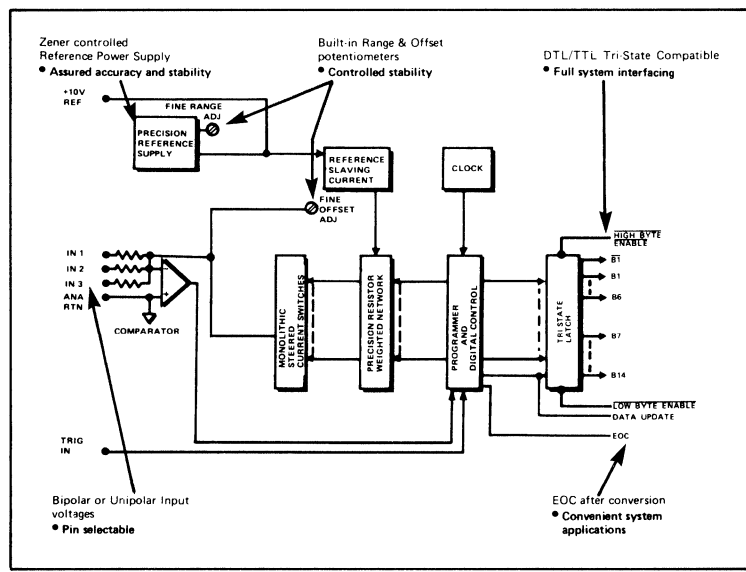 Zener controlled
Reference Power Supply
• Assured accuracy and stability
Built-in Range & Offset
potentiometers
• Controlled stability
DTL/TTL Tri-State Compatible
• Full system interfacing
+10V
REF
FINE RANGE
ADJ
PRECISION
REFERENCE
SUPPLY
REFERENCE
SLAVING
CURRENT
CLOCK
FINE
OFFSET
ADJ
HIGH BYTE
ENABLE
IN 1
IN 2
IN 3
ANA
RTN
-
+
COMPARATOR
MONOLITHIC
STEERED
CURRENT SWITCHES
PRECISION RESISTOR
WEIGHTED NETWORK
PROGRAMMER
AND
DIGITAL CONTROL
TRI STATE
LATCH
B1
B1
B6
B7
B14
LOW BYTE ENABLE
DATA UPDATE
EOC
TRIG
IN
Bipolar or Unipolar Input
voltages
• Pin selectable
EOC after conversion
• Convenient system
applications